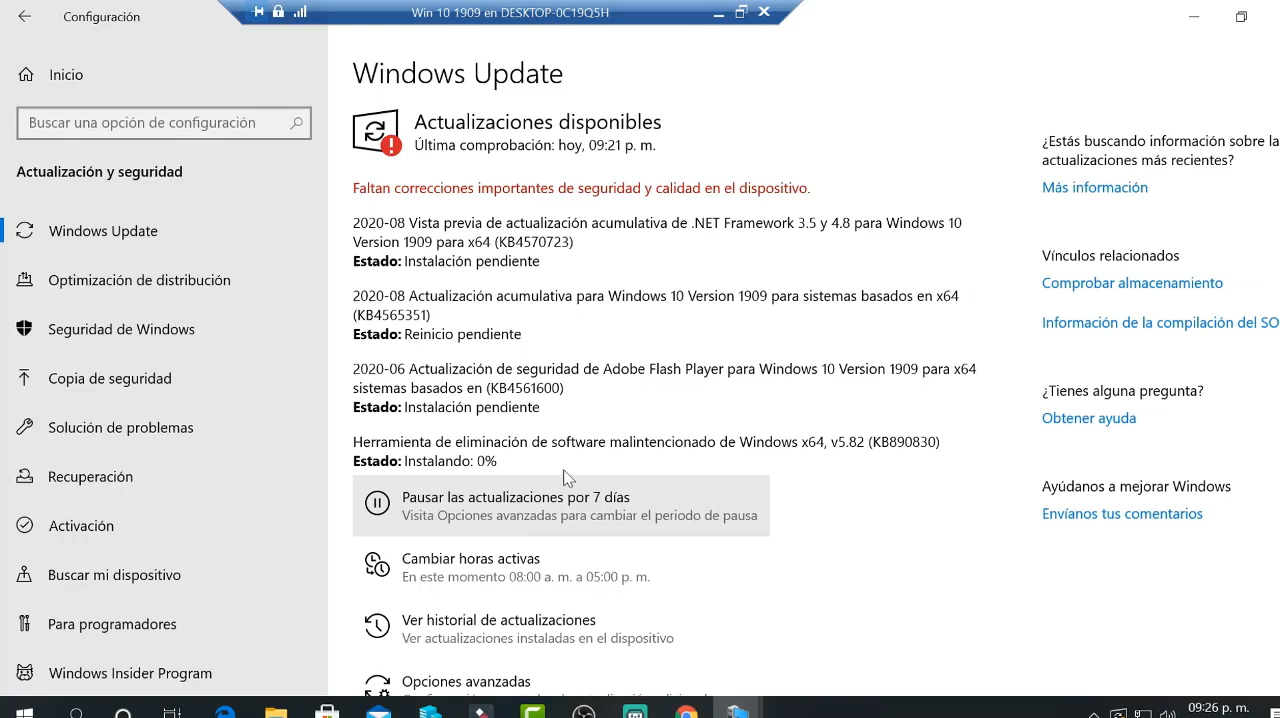 Configuración
Win 10 1909 en DESKTOP-0C19Q5H
Inicio
Buscar una opción de configuración
Actualización y seguridad
Windows Update
Optimización de distribución
Seguridad de Windows
Copia de seguridad
Solución de problemas
Recuperación
Activación
Buscar mi dispositivo
Para programadores
Windows Insider Program
Windows Update
Actualizaciones disponibles
Última comprobación: hoy, 09:21 p. m.
Faltan correcciones importantes de seguridad y calidad en el dispositivo.
2020-08 Vista previa de actualización acumulativa de .NET Framework 3.5 y 4.8 para Windows 10
Version 1909 para x64 (KB4570723)
Estado: Instalación pendiente
2020-08 Actualización acumulativa para Windows 10 Version 1909 para sistemas basados en x64
(KB4565351)
Estado: Reinicio pendiente
2020-06 Actualización de seguridad de Adobe Flash Player para Windows 10 Version 1909 para x64
sistemas basados en (KB4561600)
Estado: Instalación pendiente
Herramienta de eliminación de software malintencionado de Windows x64, v5.82 (KB890830)
Estado: Instalando: 0%
Pausar las actualizaciones por 7 días
Visita Opciones avanzadas para cambiar el periodo de pausa
Cambiar horas activas
En este momento 08:00 a. m. a 05:00 p. m.
Ver historial de actualizaciones
Ver actualizaciones instaladas en el dispositivo
Opciones avanzadas
¿Estás buscando información sobre la
actualizaciones más recientes?
Más información
Vínculos relacionados
Comprobar almacenamiento
Información de la compilación del SO
¿Tienes alguna pregunta?
Obtener ayuda
Ayúdanos a mejorar Windows
Envíanos tus comentarios
09:26 p. m.